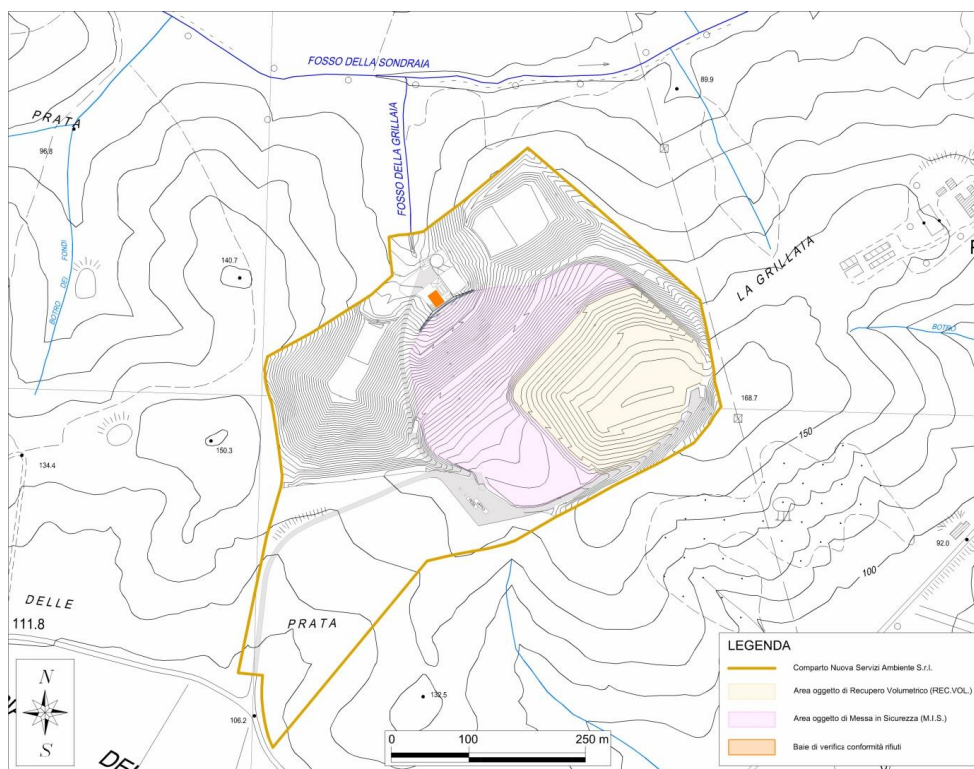 FOSSO DELLA SONDRAIA
89,9
PRATA
96,8
FOSSO DELLA GRILLAIA
LA GRILLATA
140.7
BOTRO DEI FONDI
BOTRO
168.7
150
150.3
134.4
92.0
100
DELLE
111.8
PRATA
132,5
106.2
N
S
0 100 250 m
LEGENDA
Comparto Nuova Servizi Ambiente S.r.l.
Area oggetto di Recupero Volumetrico (REC.VOL.)
Area oggetto di Messa in Sicurezza (M.I.S.)
Baie di verifica conformità rifiuti